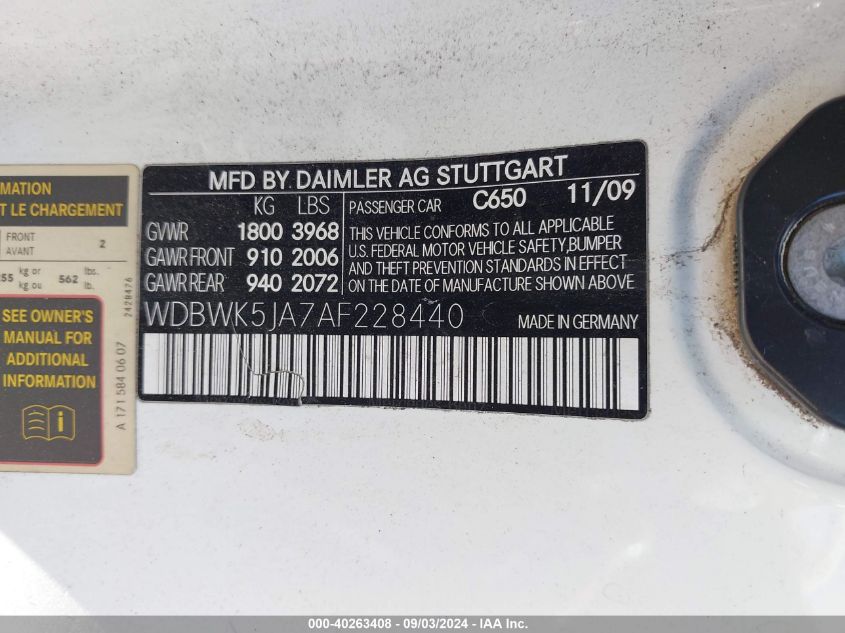 MATION
T LE CHARGEMENT
FRONT
AVANT
2
255 kg or
kg ou
562 lbs.
lb.
2428476
SEE OWNER'S
MANUAL FOR
ADDITIONAL
INFORMATION
A 171 584 06 07
MFD BY DAIMLER AG STUTTGART
KG LBS
PASSENGER CAR C650 11/09
GVWR 1800 3968
GAWR FRONT 910 2006
GAWR REAR 940 2072
THIS VEHICLE CONFORMS TO ALL APPLICABLE
U.S. FEDERAL MOTOR VEHICLE SAFETY,BUMPER
AND THEFT PREVENTION STANDARDS IN EFFECT
ON THE DATE OF MANUFACTURE SHOWN ABOVE
WDBWK5JA7AF228440
MADE IN GERMANY
000-40263408 - 09/03/2024 - IAA Inc.